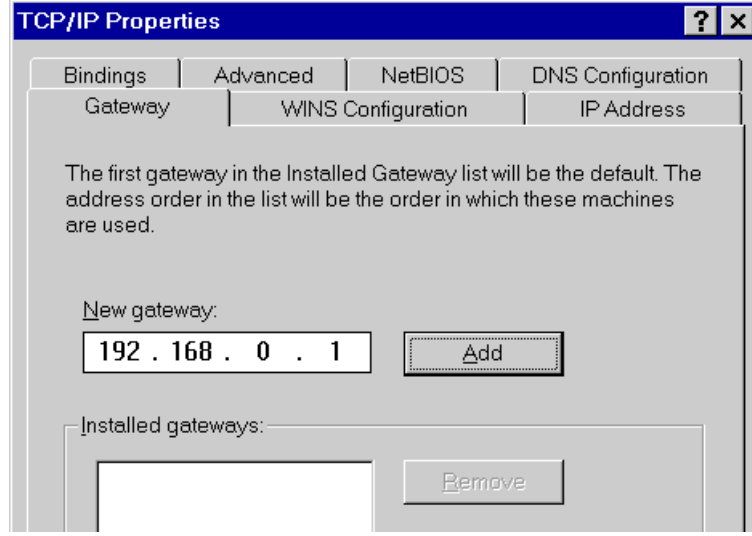 TCP/IP Properties
? ×
Bindings Advanced NetBIOS DNS Configuration
Gateway WINS Configuration IP Address
The first gateway in the Installed Gateway list will be the default. The
address order in the list will be the order in which these machines
are used.
New gateway:
192 . 168 . 0 . 1 Add
Installed gateways:
Remove